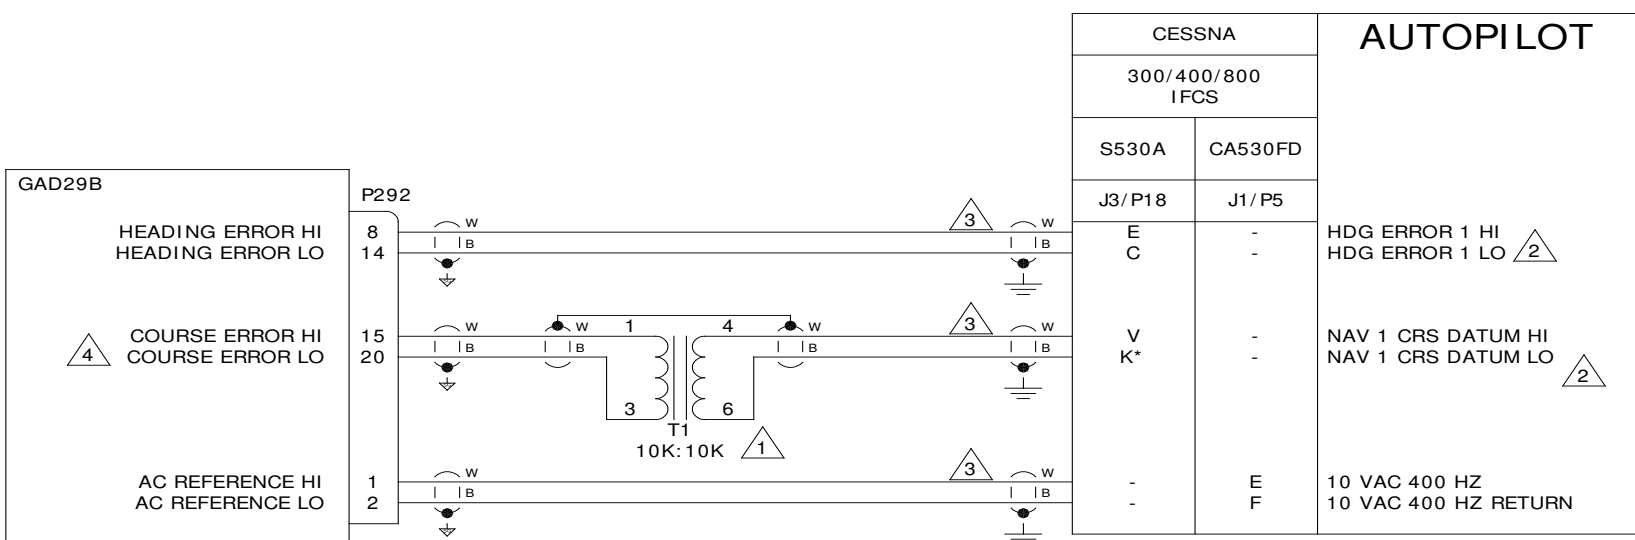 CESSNA
AUTOPILOT
300/400/800
IFCS
S530A CA530FD
GAD29B
P292
J3/P18 J1/P5
HEADING ERROR HI 8 W 3 W E - HDG ERROR 1 HI
HEADING ERROR LO 14 B B C - HDG ERROR 1 LO 2
COURSE ERROR HI 15 W W 1 4 W 3 W V - NAV 1 CRS DATUM HI
4 COURSE ERROR LO 20 B B B B K* - NAV 1 CRS DATUM LO 2
3 6
T1
10K:10K 1
AC REFERENCE HI 1 W 3 W - E 10 VAC 400 HZ
AC REFERENCE LO 2 B B - F 10 VAC 400 HZ RETURN